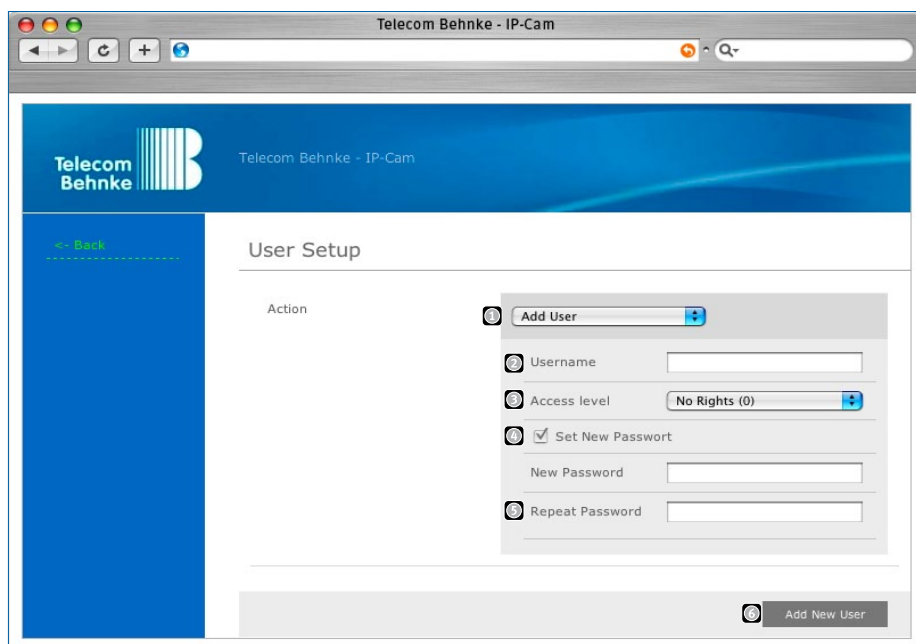 Telecom Behnke - IP-Cam
Telecom
Behnke
Telecom Behnke - IP-Cam
<- Back
User Setup
Action
1 Add User
2 Username
3 Access level No Rights (0)
4 Set New Passwort
New Password
5 Repeat Password
6 Add New User